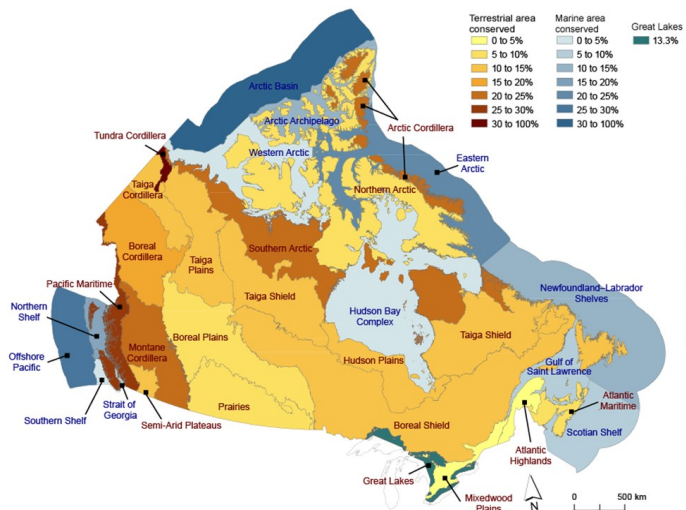 Terrestrial area
conserved
0 to 5%
5 to 10%
10 to 15%
15 to 20%
20 to 25%
25 to 30%
30 to 100%
Marine area
conserved
0 to 5%
5 to 10%
10 to 15%
15 to 20%
20 to 25%
25 to 30%
30 to 100%
Great Lakes
13.3%
Arctic Basin
Arctic Archipelago
Arctic Cordillera
Tundra Cordillera
Western Arctic
Eastern
Arctic
Taiga
Cordillera
Northern Arctic
Boreal
Cordillera
Taiga
Plains
Southern Arctic
Pacific Maritime
Taiga Shield
Newfoundland–Labrador
Shelves
Northern
Shelf
Hudson Bay
Complex
Boreal Plains
Taiga Shield
Montane
Cordillera
Offshore
Pacific
Hudson Plains
Gulf of
Saint Lawrence
Atlantic
Maritime
Southern Shelf
Strait of
Georgia
Semi-Arid Plateaus
Prairies
Boreal Shield
Scotian Shelf
Atlantic
Highlands
Great Lakes
Mixedwood
Plains
N
0
500 km